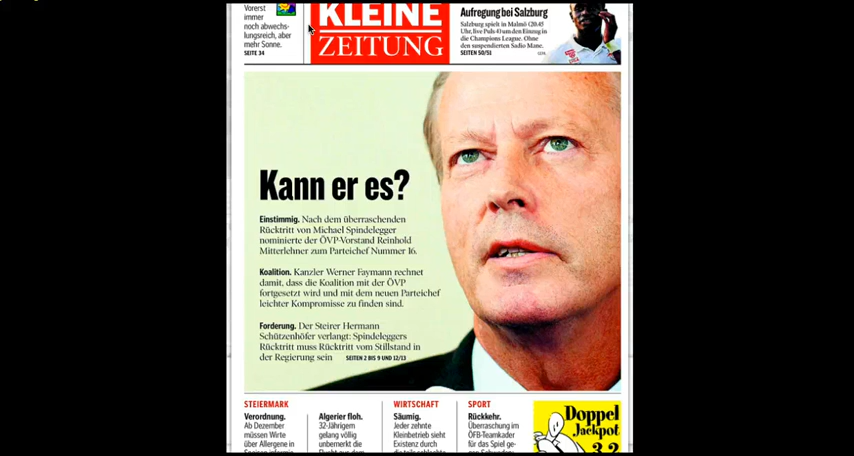 Vorerst
immer
noch abwechs-
lungsreich, aber
mehr Sonne.
SEITE 34
KLEINE
ZEITUNG
Aufregung bei Salzburg
Salzburg spielt in Malmö (20.45
Uhr, live Puls 4) um den Einzug in
die Champions League. Ohne
den suspendierten Sadio Mane.
SEITEN 50/51
Kann er es?
Einstimmig. Nach dem überraschenden
Rücktritt von Michael Spindelegger
nominierte der ÖVP-Vorstand Reinhold
Mitterlehner zum Parteichef Nummer 16.
Koalition. Kanzler Werner Faymann rechnet
damit, dass die Koalition mit der ÖVP
fortgesetzt wird und mit dem neuen Parteichef
leichter Kompromisse zu finden sind.
Forderung. Der Steirer Hermann
Schützenhöfer verlangt: Spindeleggers
Rücktritt muss Rücktritt vom Stillstand in
der Regierung sein SEITEN 2 BIS 9 UND 12/13
STEIERMARK
Verordnung.
Ab Dezember
müssen Wirte
über Allergene in
Algerier floh.
32-Jährigem
gelang völlig
unbemerkt die
WIRTSCHAFT
Säumig.
Jeder zehnte
Kleinbetrieb sieht
Existenz durch
SPORT
Rückkehr.
Überraschung im
ÖFB-Teamkader
für das Spiel ge-
Doppel
Jackpot
3,2